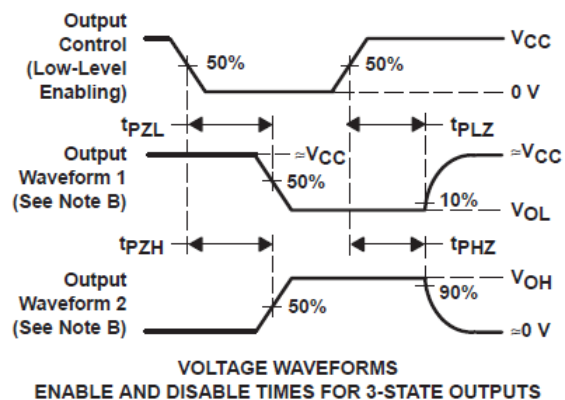 Output
Control
(Low-Level
Enabling)
50%
50%
VCC
0 V
tPZL
tPLZ
Output
Waveform 1
(See Note B)
≈VCC
50%
10%
≈VCC
VOL
tPZH
tPHZ
Output
Waveform 2
(See Note B)
50%
90%
VOH
≈0 V
VOLTAGE WAVEFORMS
ENABLE AND DISABLE TIMES FOR 3-STATE OUTPUTS